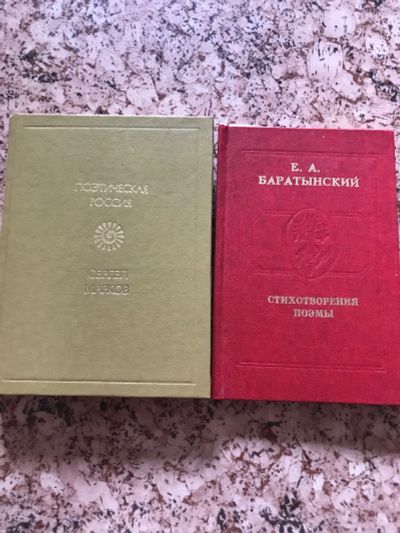 ПОЭТИЧЕСКАЯ
РОССИЯ
СЕРГЕЙ
МАРКОВ
Е. А.
БАРАТЫНСКИЙ
СТИХОТВОРЕНИЯ
ПОЭМЫ